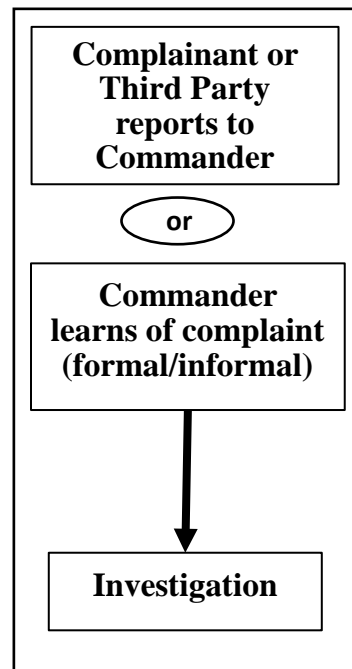 Complainant or
Third Party
reports to
Commander
or
Commander
learns of complaint
(formal/informal)
Investigation